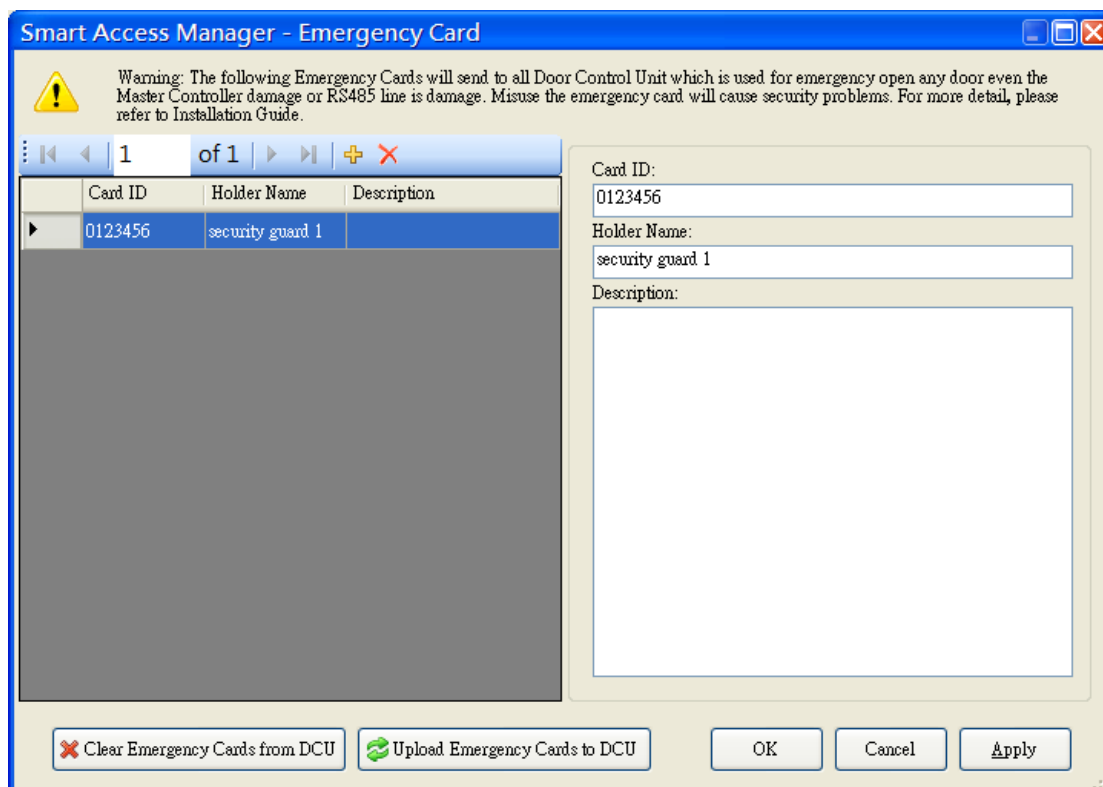 Smart Access Manager - Emergency Card
Warning: The following Emergency Cards will send to all Door Control Unit which is used for emergency open any door even the
Master Controller damage or RS485 line is damage. Misuse the emergency card will cause security problems. For more detail, please
refer to Installation Guide.
1 of 1
Card ID Holder Name Description
0123456 security guard 1
Card ID:
0123456
Holder Name:
security guard 1
Description:
Clear Emergency Cards from DCU Upload Emergency Cards to DCU OK Cancel Apply